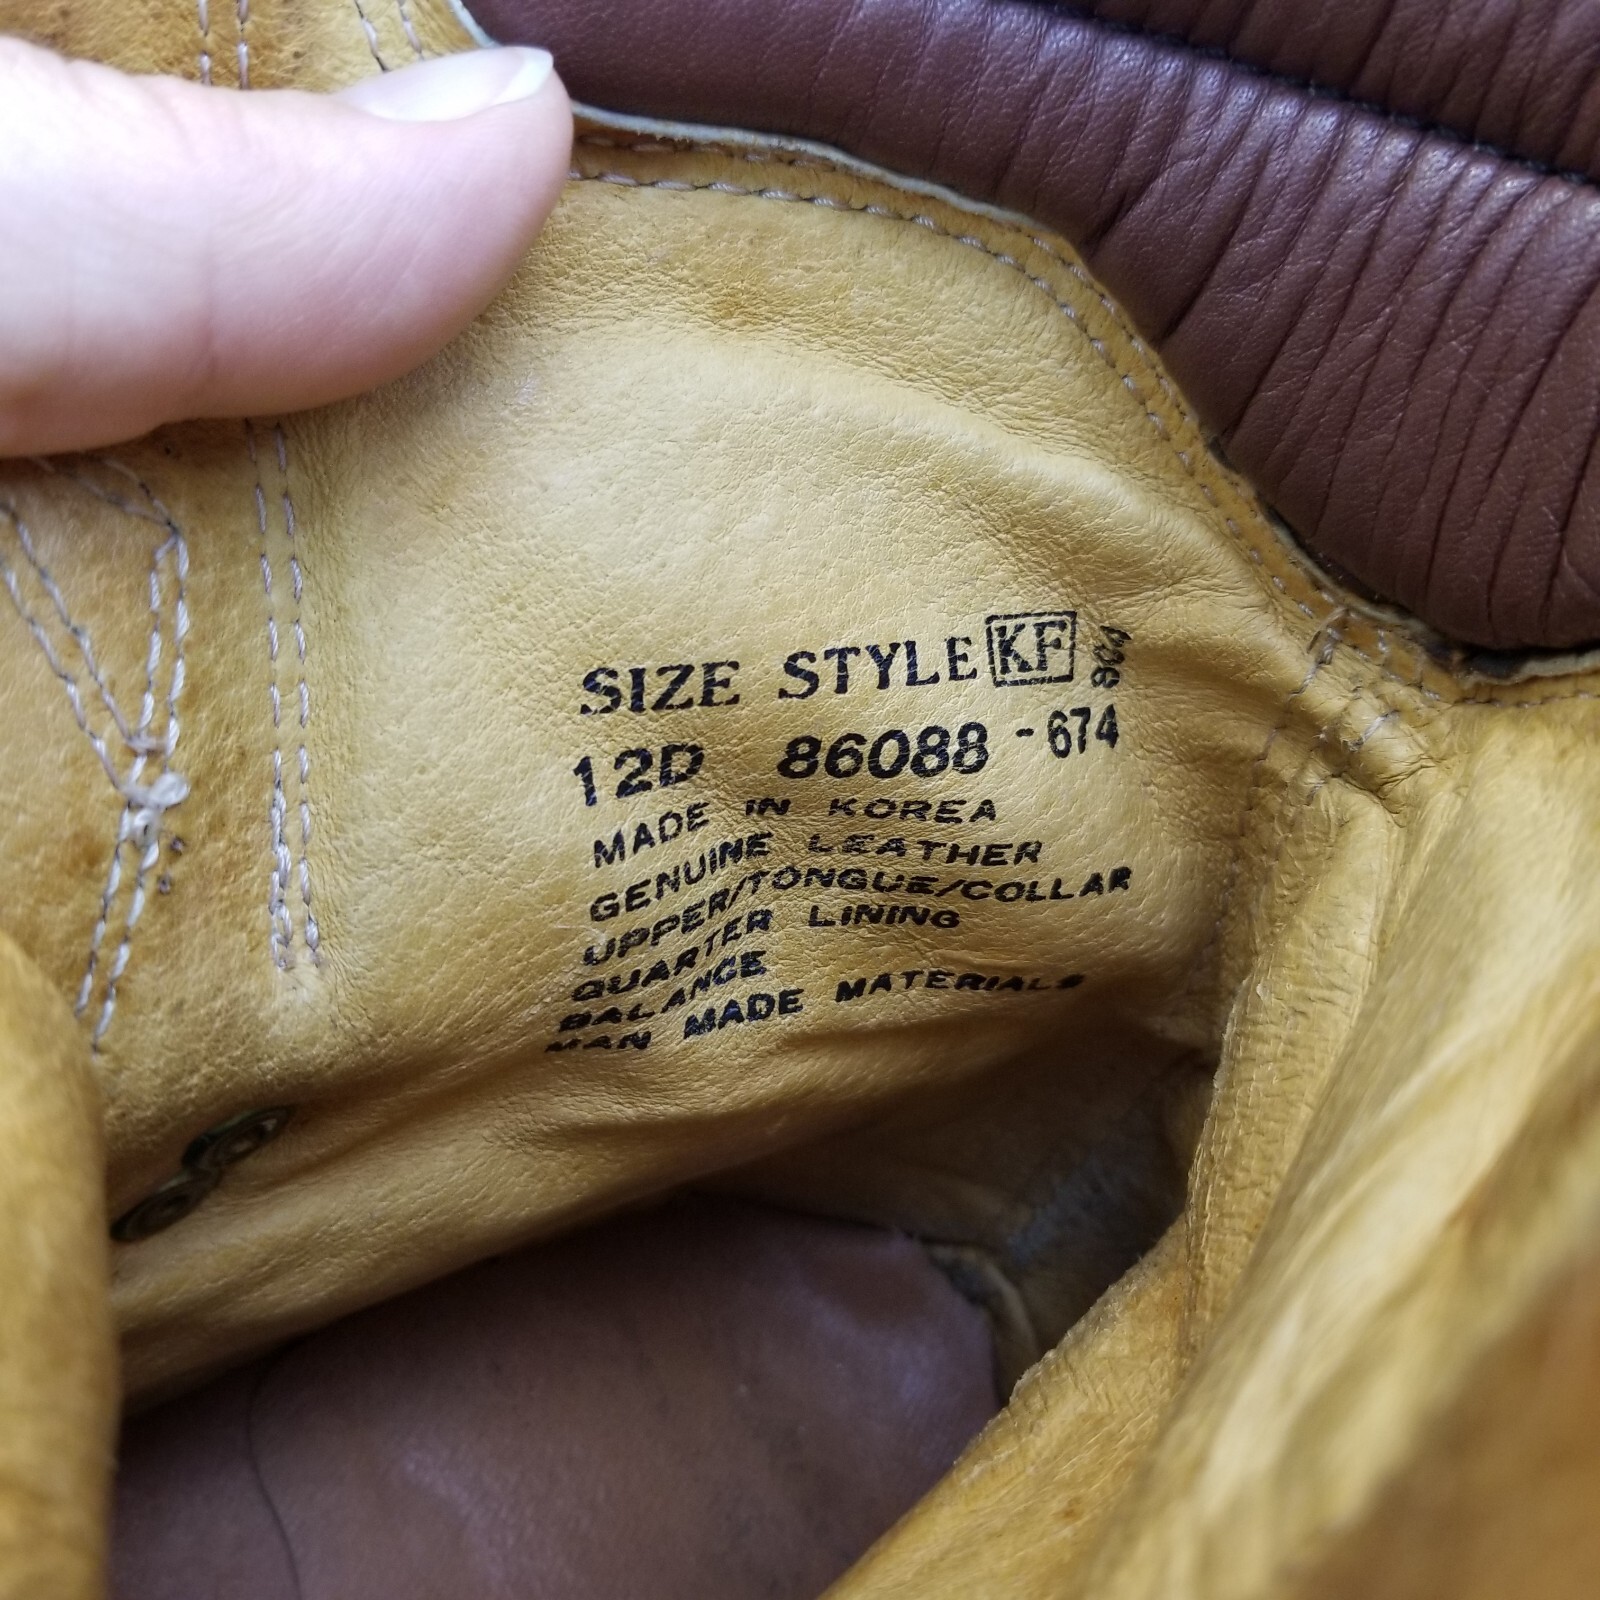 SIZE STYLE KF 904
12D 86088 - 674
MADE IN KOREA
GENUINE LEATHER
UPPER/TONGUE/COLLAR
QUARTER LINING
BALANCE
MAN MADE MATERIALS